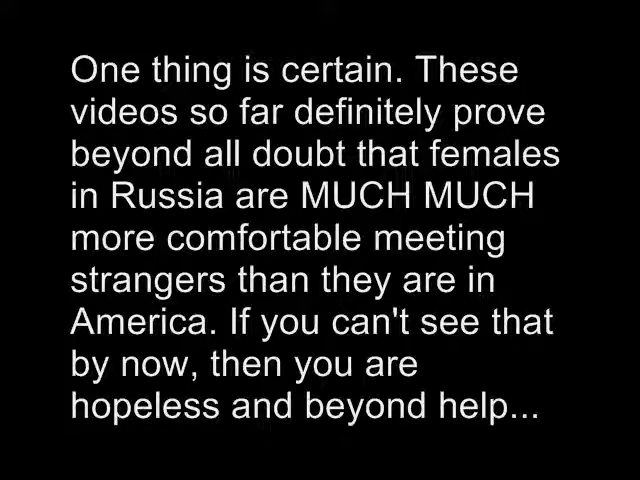 One thing is certain. These
videos so far definitely prove
beyond all doubt that females
in Russia are MUCH MUCH
more comfortable meeting
strangers than they are in
America. If you can't see that
by now, then you are
hopeless and beyond help...